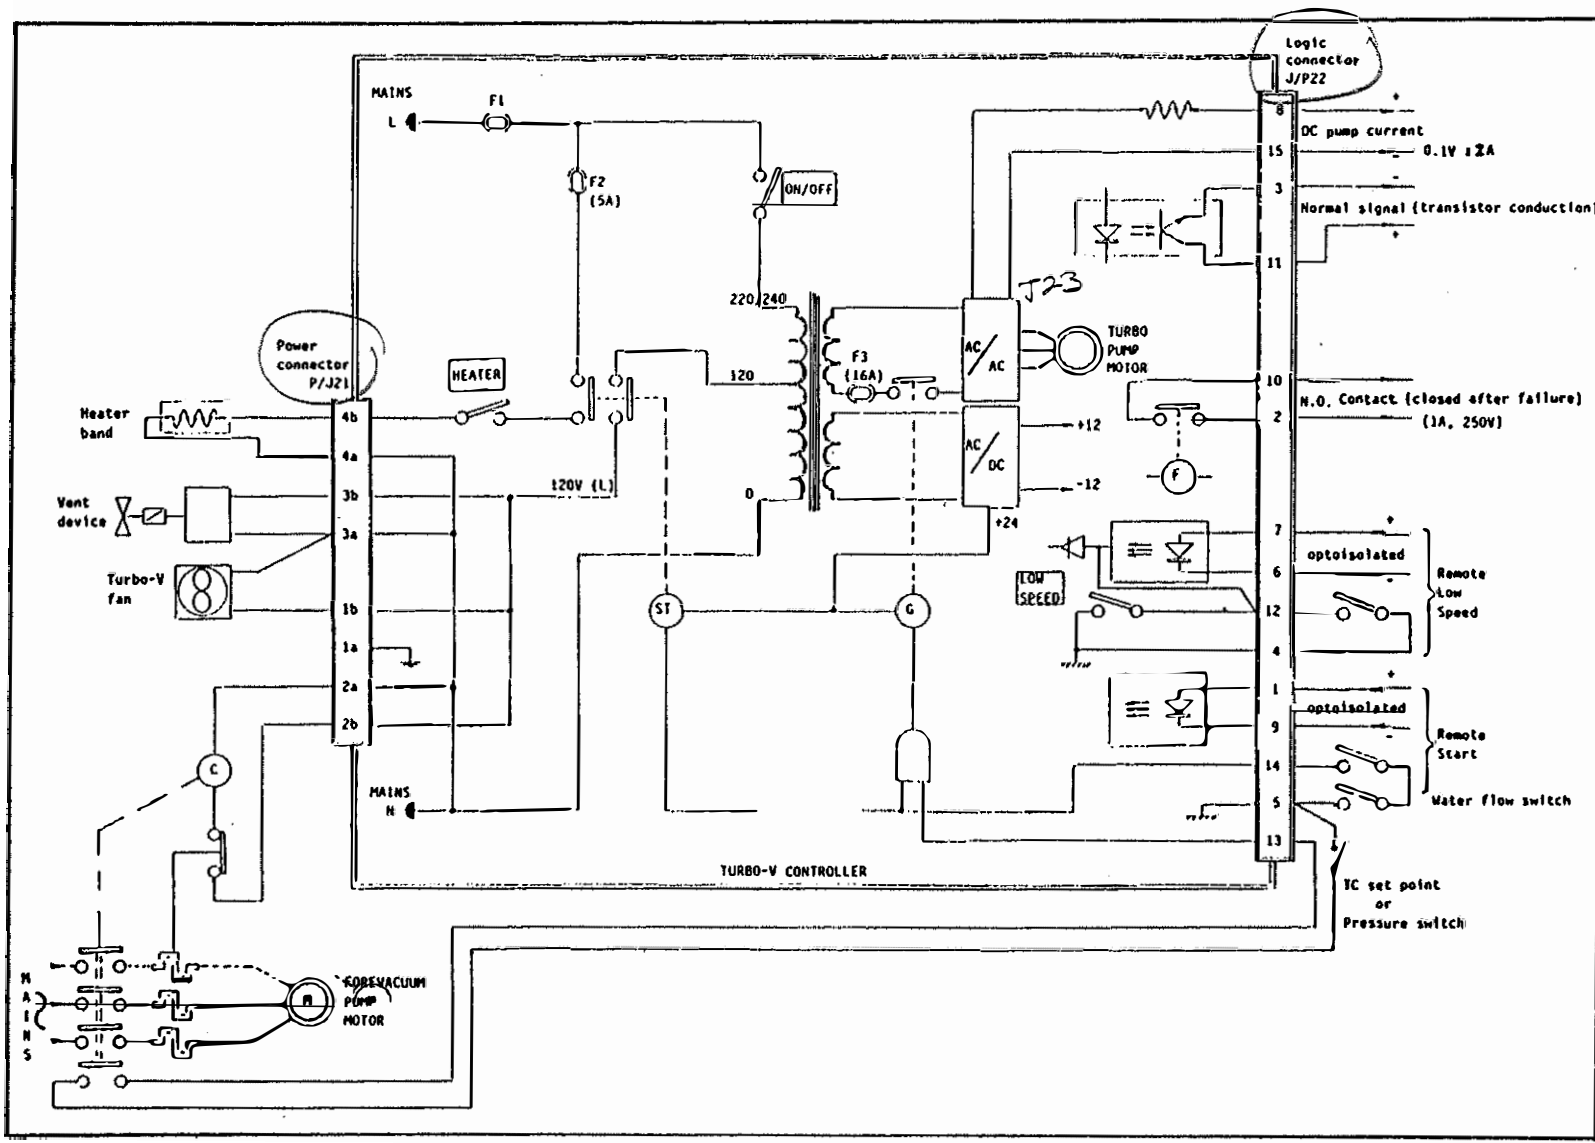 Logic
connector
J/P22
MAINS
L
F1
F2
(5A)
ON/OFF
8
DC pump current
15
0.1V ±2A
3
Normal signal (transistor conduction)
11
220/240
J23
AC
AC
TURBO
PUMP
MOTOR
120
F3
(16A)
Power
connector
P/J21
HEATER
10
N.O. Contact (closed after failure)
2
(1A, 250V)
Heater
band
4b
4a
+12
AC
DC
-12
F
Vent
device
3b
3a
120V (L)
0
+24
7
optoisolated
6
Remote
Low
Speed
Turbo-V
fan
1b
ST
G
LOW
SPEED
12
1a
4
2a
1
optoisolated
2b
9
Remote
Start
C
14
MAINS
N
5
Water flow switch
13
TURBO-V CONTROLLER
TC set point
or
Pressure switch
MAINS
M
FOREVACUUM
PUMP
MOTOR